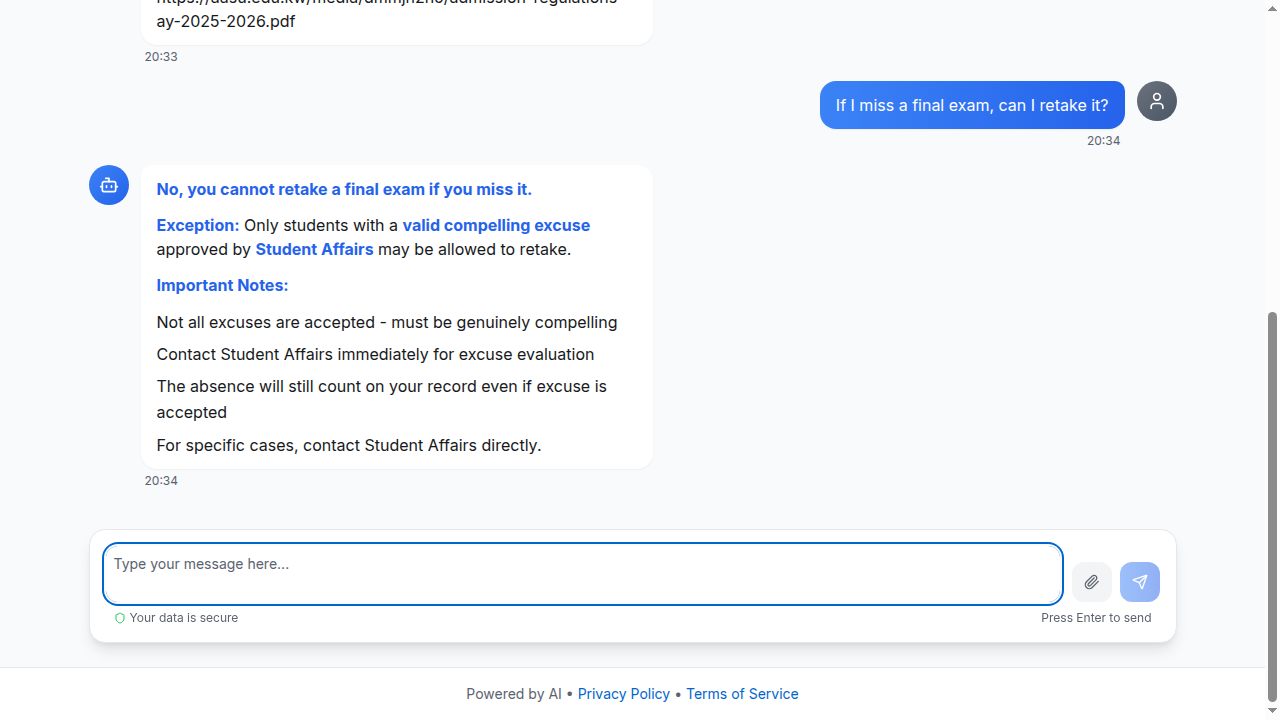 ay-2025-2026.pdf
20:33
If I miss a final exam, can I retake it?
20:34
No, you cannot retake a final exam if you miss it.
Exception: Only students with a valid compelling excuse
approved by Student Affairs may be allowed to retake.
Important Notes:
Not all excuses are accepted - must be genuinely compelling
Contact Student Affairs immediately for excuse evaluation
The absence will still count on your record even if excuse is
accepted
For specific cases, contact Student Affairs directly.
20:34
Type your message here...
Your data is secure
Press Enter to send
Powered by AI • Privacy Policy • Terms of Service